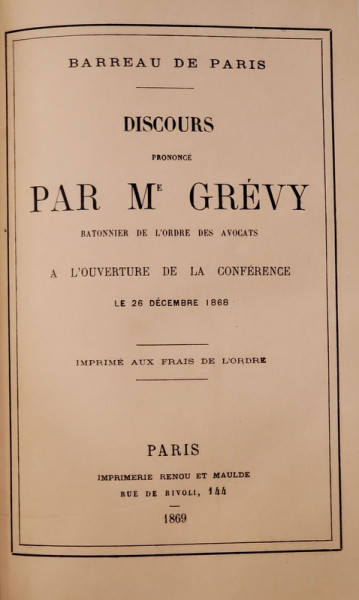 BARREAU DE PARIS
DISCOURS
PRONONCÉ
PAR ME GRÉVY
BATONNIER DE L'ORDRE DES AVOCATS
A L'OUVERTURE DE LA CONFÉRENCE
LE 26 DÉCEMBRE 1868
IMPRIMÉ AUX FRAIS DE L'ORDRE
PARIS
IMPRIMERIE RENOU ET MAULDE
RUE DE RIVOLI, 144
1869